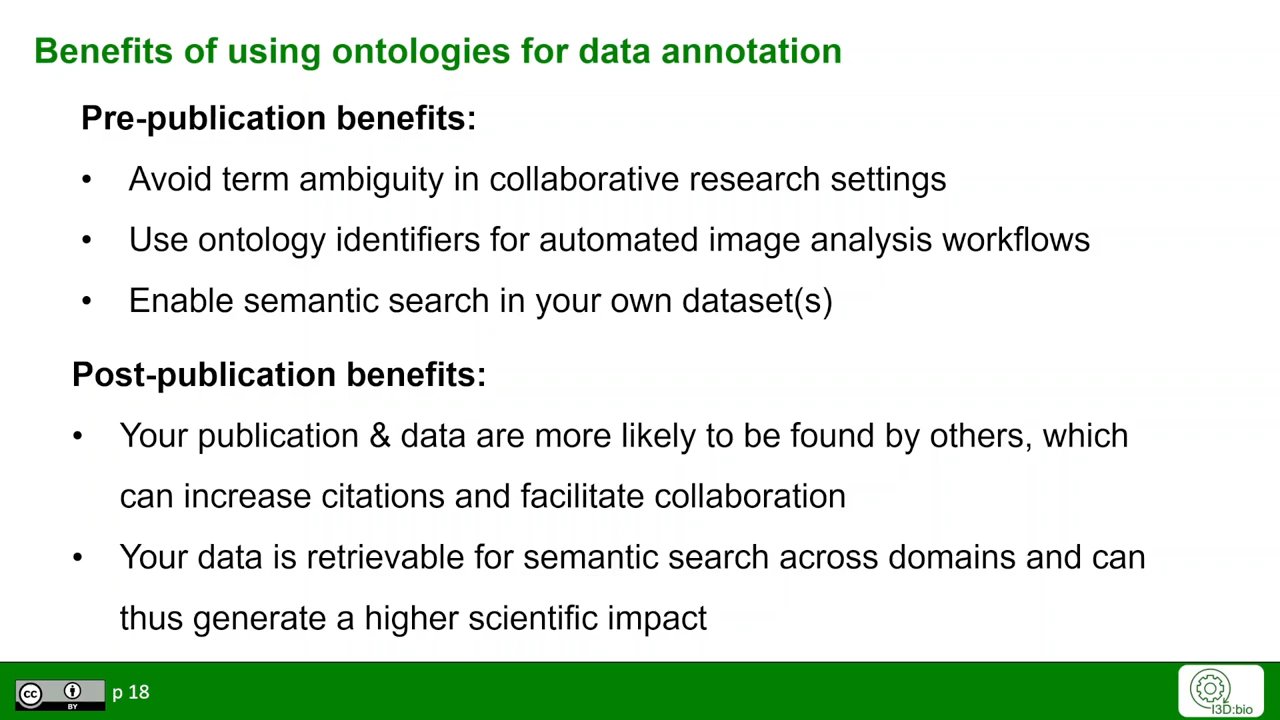 Benefits of using ontologies for data annotation
Pre-publication benefits:
• Avoid term ambiguity in collaborative research settings
• Use ontology identifiers for automated image analysis workflows
• Enable semantic search in your own dataset(s)
Post-publication benefits:
• Your publication & data are more likely to be found by others, which
can increase citations and facilitate collaboration
• Your data is retrievable for semantic search across domains and can
thus generate a higher scientific impact
cc
BY
p 18
I3D:bio